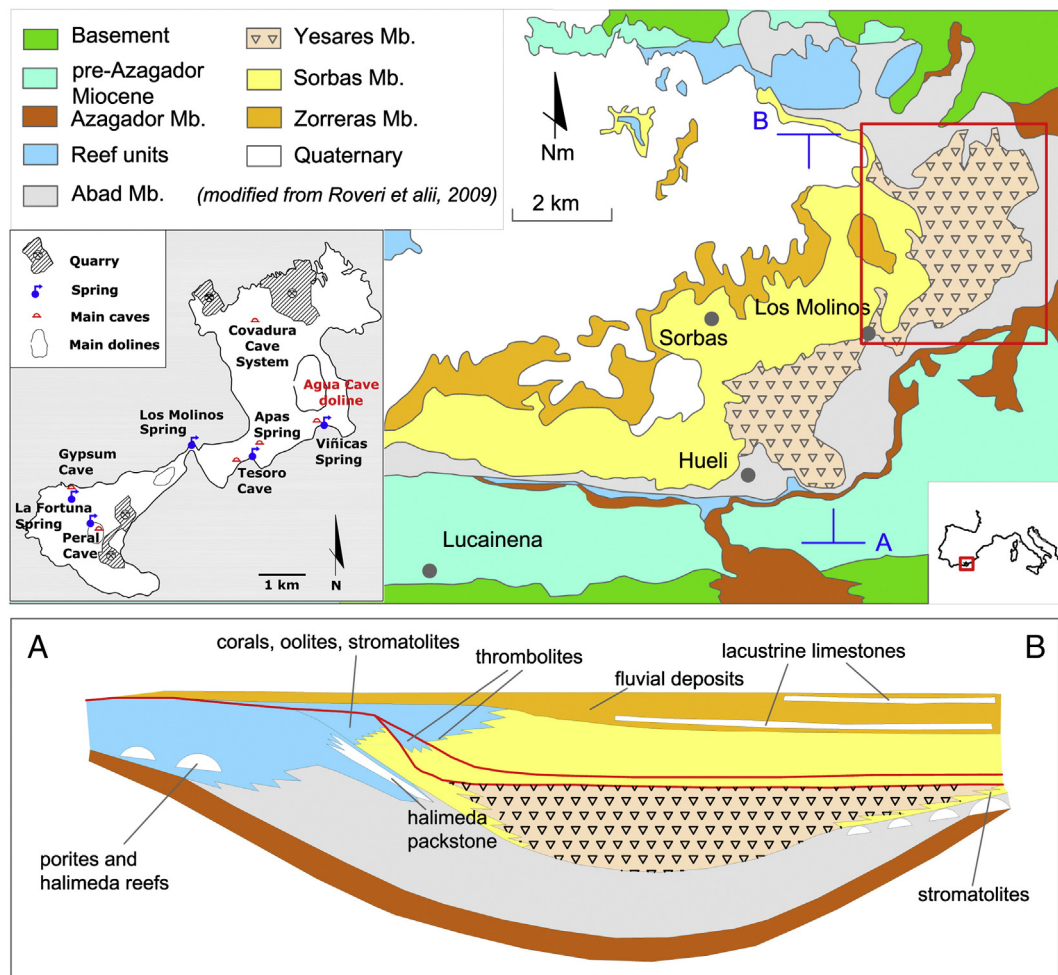 Basement
pre-Azagador
Miocene
Azagador Mb.
Reef units
Abad Mb.
Yesares Mb.
Sorbas Mb.
Zorreras Mb.
Quaternary
(modified from Roveri et alii, 2009)
Nm
2 km
B
Los Molinos
Sorbas
Hueli
Lucainena
A
Quarry
Spring
Main caves
Main dolines
Covadura
Cave
System
Agua Cave
doline
Los Molinos
Spring
Apas
Spring
Viñicas
Spring
Gypsum
Cave
Tesoro
Cave
La Fortuna
Spring
Peral
Cave
1 km
N
A
B
corals, oolites, stromatolites
thrombolites
lacustrine limestones
fluvial deposits
halimeda
packstone
porites and
halimeda reefs
stromatolites